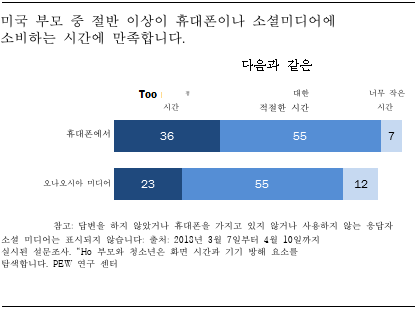 미국 부모 중 절반 이상이 휴대폰이나 소셜미디어에
소비하는 시간에 만족합니다.
다음과 같은
Too 대한 너무 작은
시간 적절한 시간 시간
휴대폰에서 36 55 7
오나오시아 미디어 23 55 12
참고: 답변을 하지 않았거나 휴대폰을 가지고 있지 않거나 사용하지 않는 응답자
소셜 미디어는 표시되지 않습니다: 출처: 2018년 3월 7일부터 4월 10일까지
실시된 설문조사. "Ho 부모와 청소년은 화면 시간과 기기 방해 요소를
탐색합니다. PEW 연구 센터